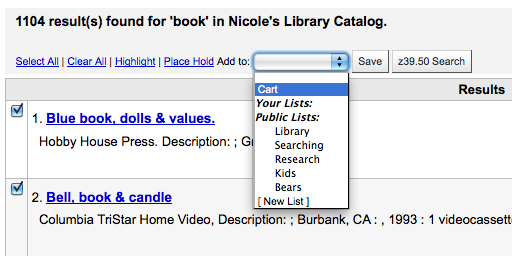 1104 result(s) found for 'book' in Nicole's Library Catalog.
Select All | Clear All | Highlight | Place Hold Add to: Save z39.50 Search
Cart
Your Lists:
Public Lists:
Library
Searching
Research
Kids
Bears
[ New List ]
Results
1. Blue book, dolls & values.
Hobby House Press. Description: ;
2. Bell, book & candle
Columbia TriStar Home Video, Description: ; Burbank, CA : , 1993 : 1 videocassett